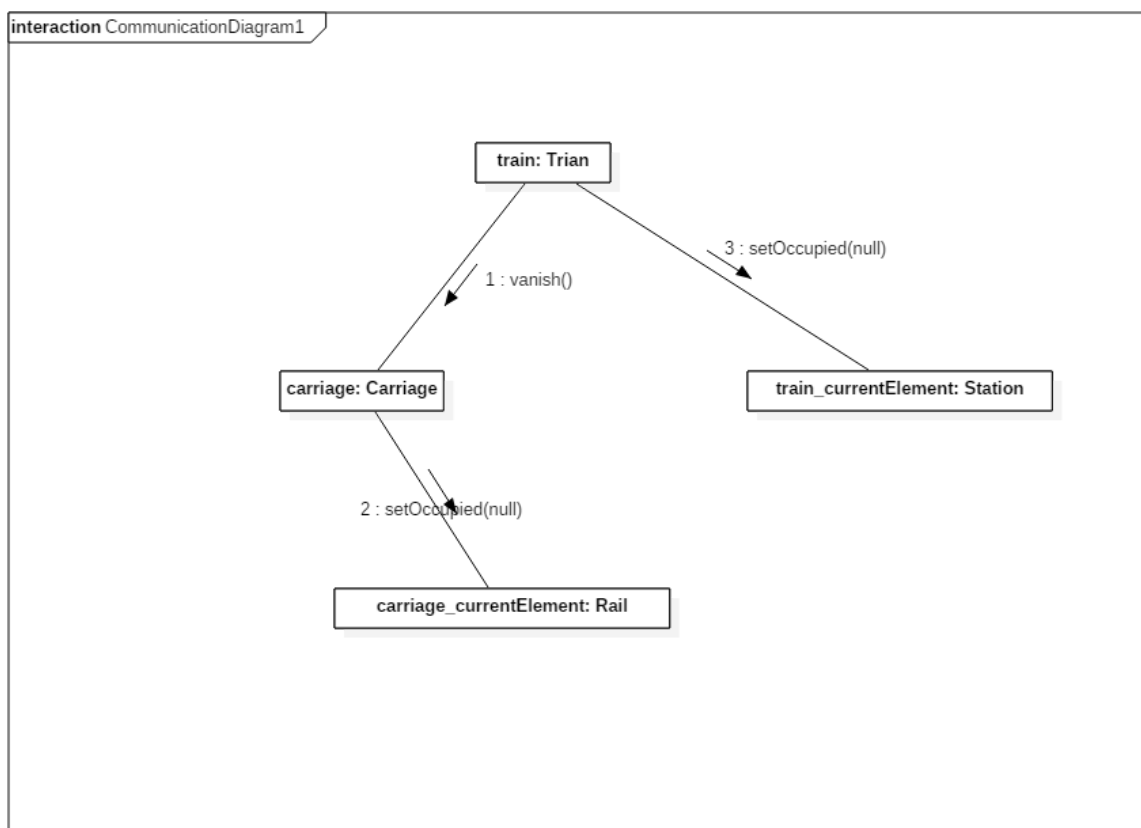 interaction CommunicationDiagram1
train: Trian
3 : setOccupied(null)
1 : vanish()
carriage: Carriage
train_currentElement: Station
2 : setOccupied(null)
carriage_currentElement: Rail